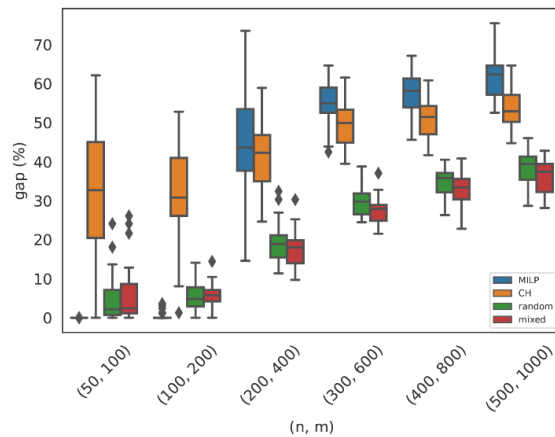 gap (%)
70
60
50
40
30
20
10
0
MILP
CH
random
mixed
(50, 100)
(100, 200)
(200, 400)
(300, 600)
(400, 800)
(500, 1000)
(n, m)